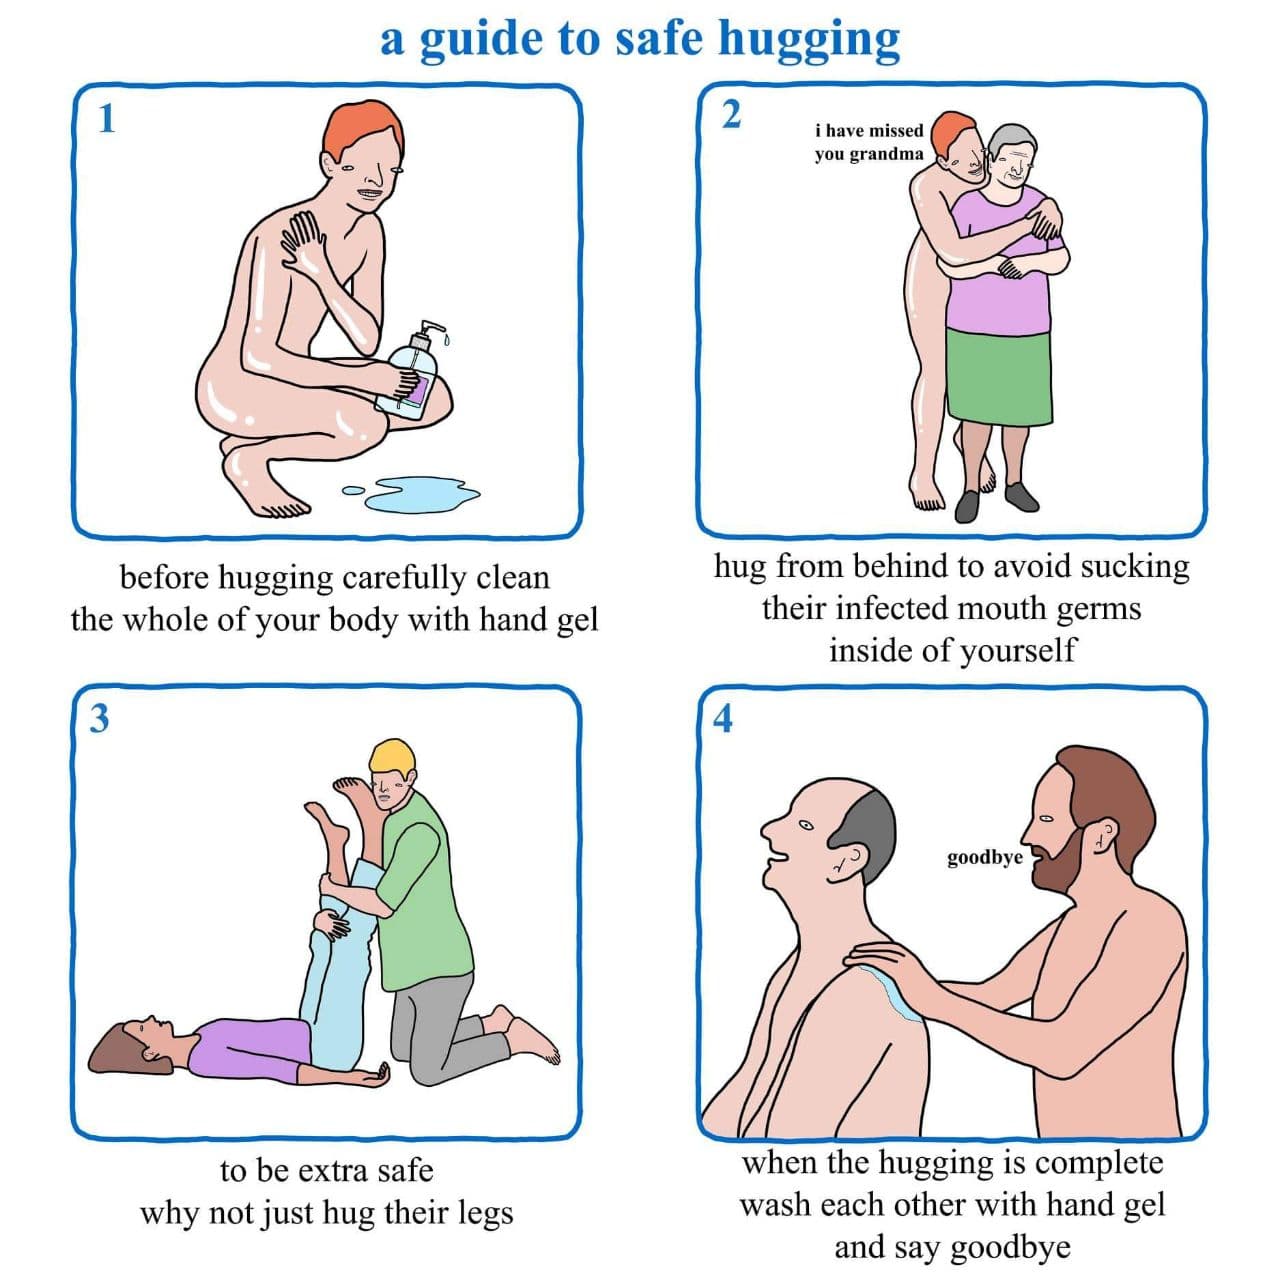 a guide to safe hugging
1
before hugging carefully clean
the whole of your body with hand gel
2
i have missed
you grandma
hug from behind to avoid sucking
their infected mouth germs
inside of yourself
3
to be extra safe
why not just hug their legs
4
goodbye
when the hugging is complete
wash each other with hand gel
and say goodbye